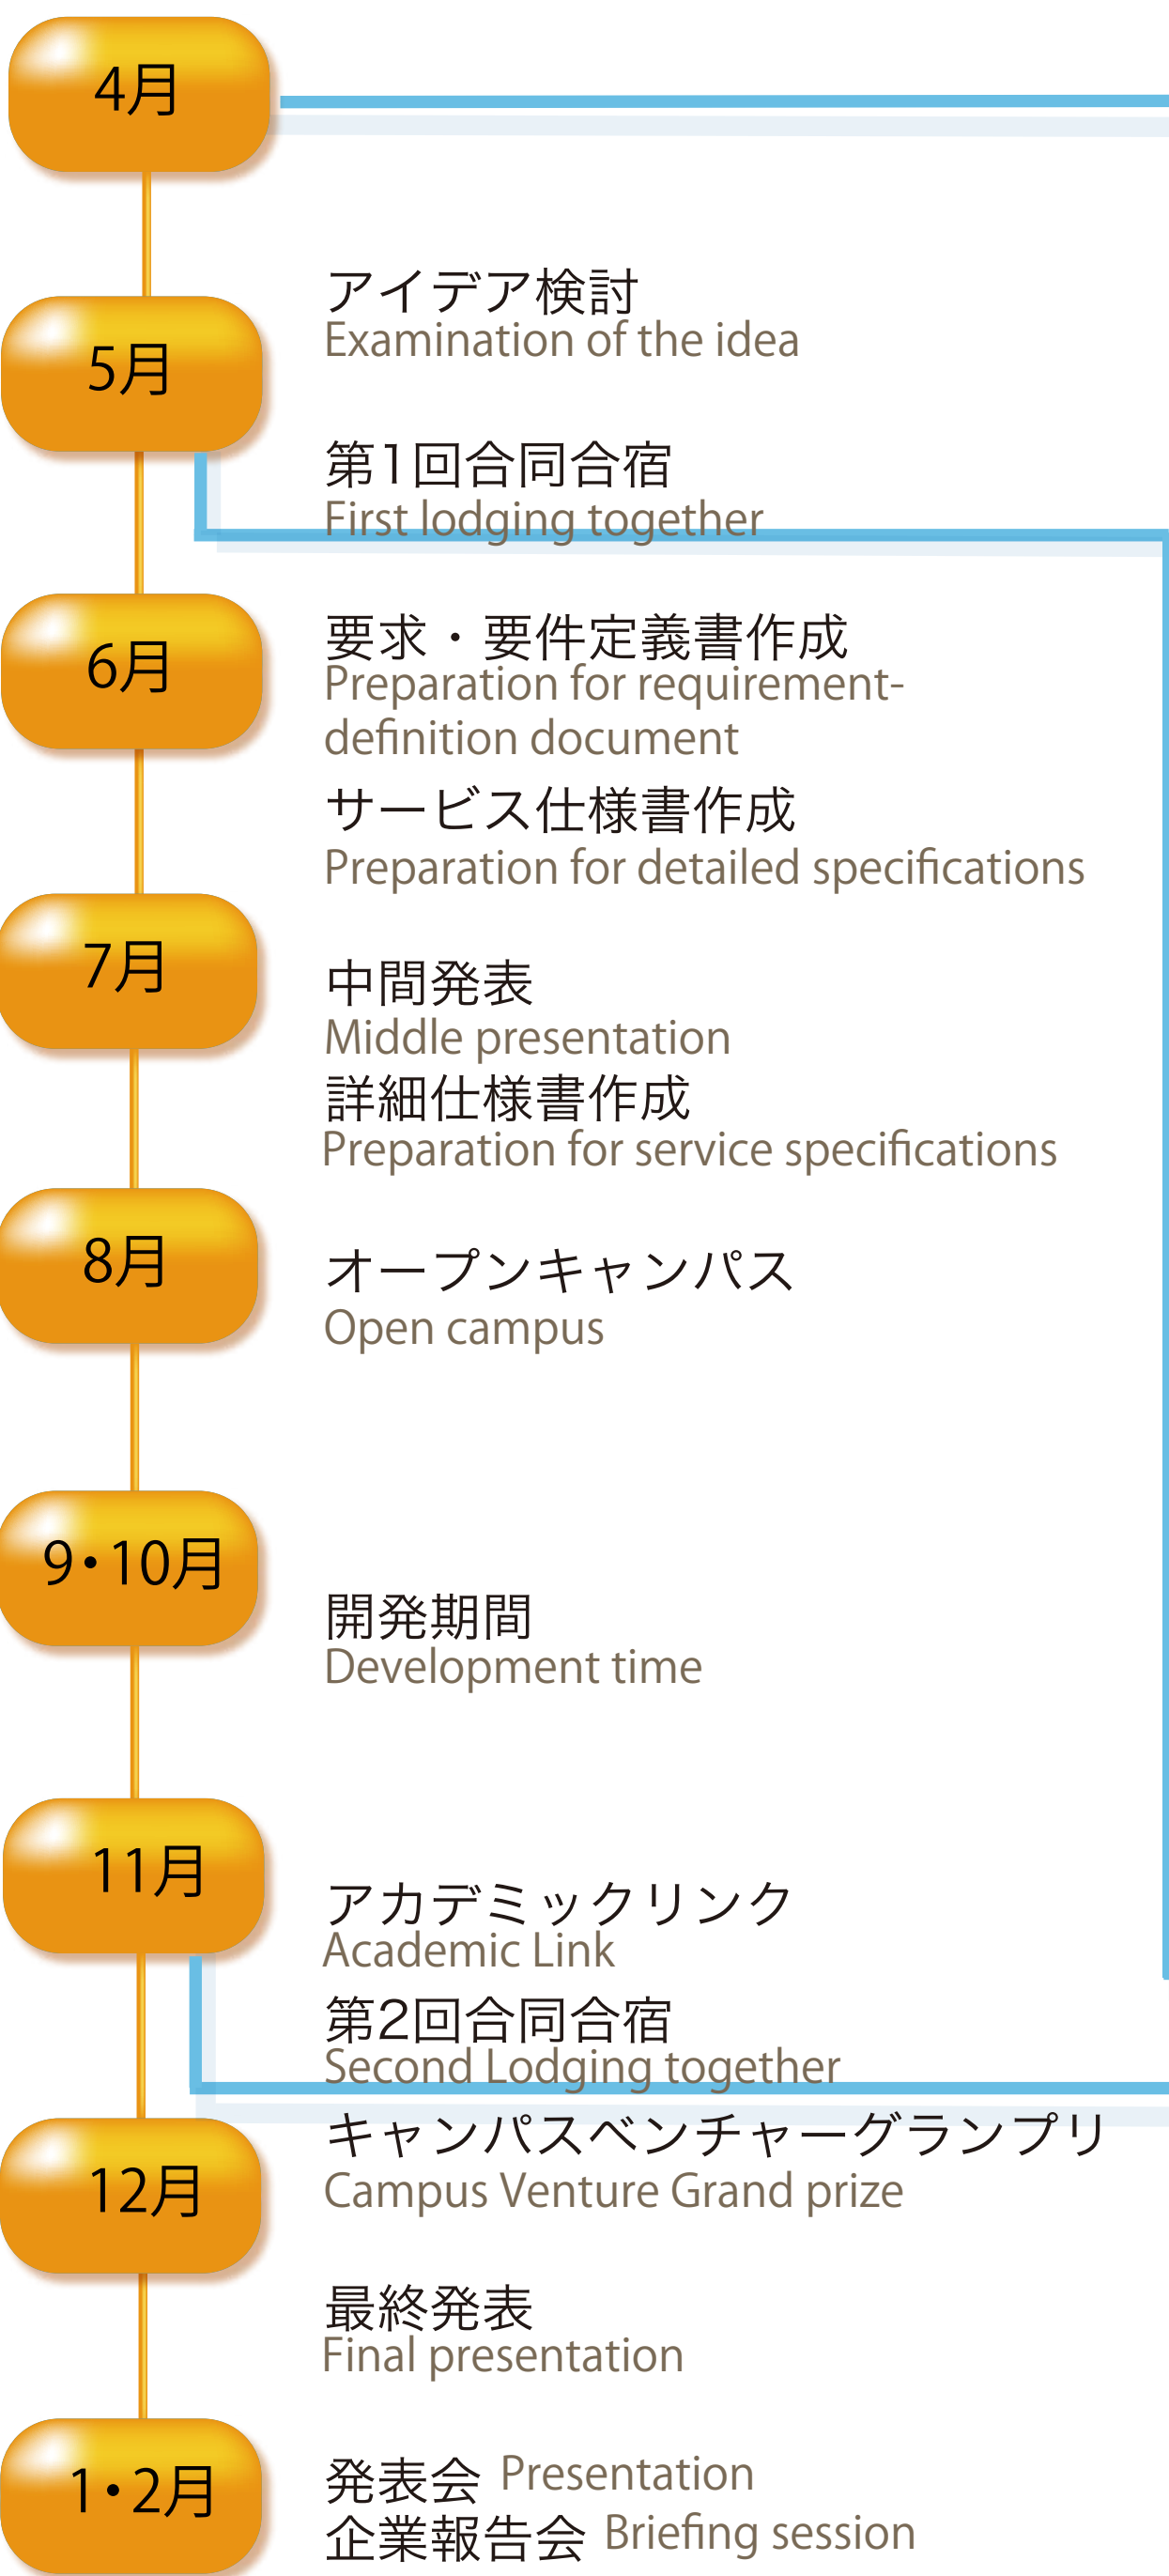 4月
アイデア検討
Examination of the idea
5月
第1回合同合宿
First lodging together
6月
要求・要件定義書作成
Preparation for requirement-
definition document
サービス仕様書作成
Preparation for detailed specifications
7月
中間発表
Middle presentation
詳細仕様書作成
Preparation for service specifications
8月
オープンキャンパス
Open campus
9・10月
開発期間
Development time
11月
アカデミックリンク
Academic Link
第2回合同合宿
Second Lodging together
キャンパスベンチャーグランプリ
12月
Campus Venture Grand prize
最終発表
Final presentation
1・2月
発表会 Presentation
企業報告会 Briefing session